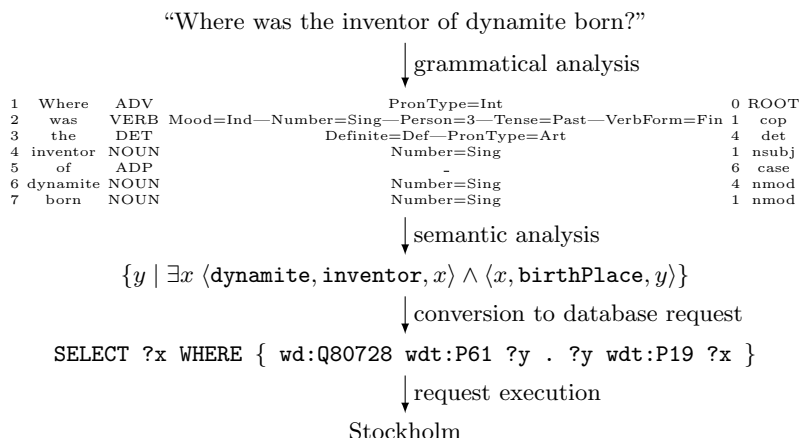 “Where was the inventor of dynamite born?”
grammatical analysis
1 Where ADV PronType=Int 0 ROOT
2 was VERB Mood=Ind—Number=Sing—Person=3—Tense=Past—VerbForm=Fin 1 cop
3 the DET Definite=Def—PronType=Art 4 det
4 inventor NOUN Number=Sing 1 nsubj
5 of ADP - 6 case
6 dynamite NOUN Number=Sing 4 nmod
7 born NOUN Number=Sing 1 nmod
semantic analysis
{y | ∃x ⟨dynamite, inventor, x⟩ ∧ ⟨x, birthPlace, y⟩}
conversion to database request
SELECT ?x WHERE { wd:Q80728 wdt:P61 ?y . ?y wdt:P19 ?x }
request execution
Stockholm